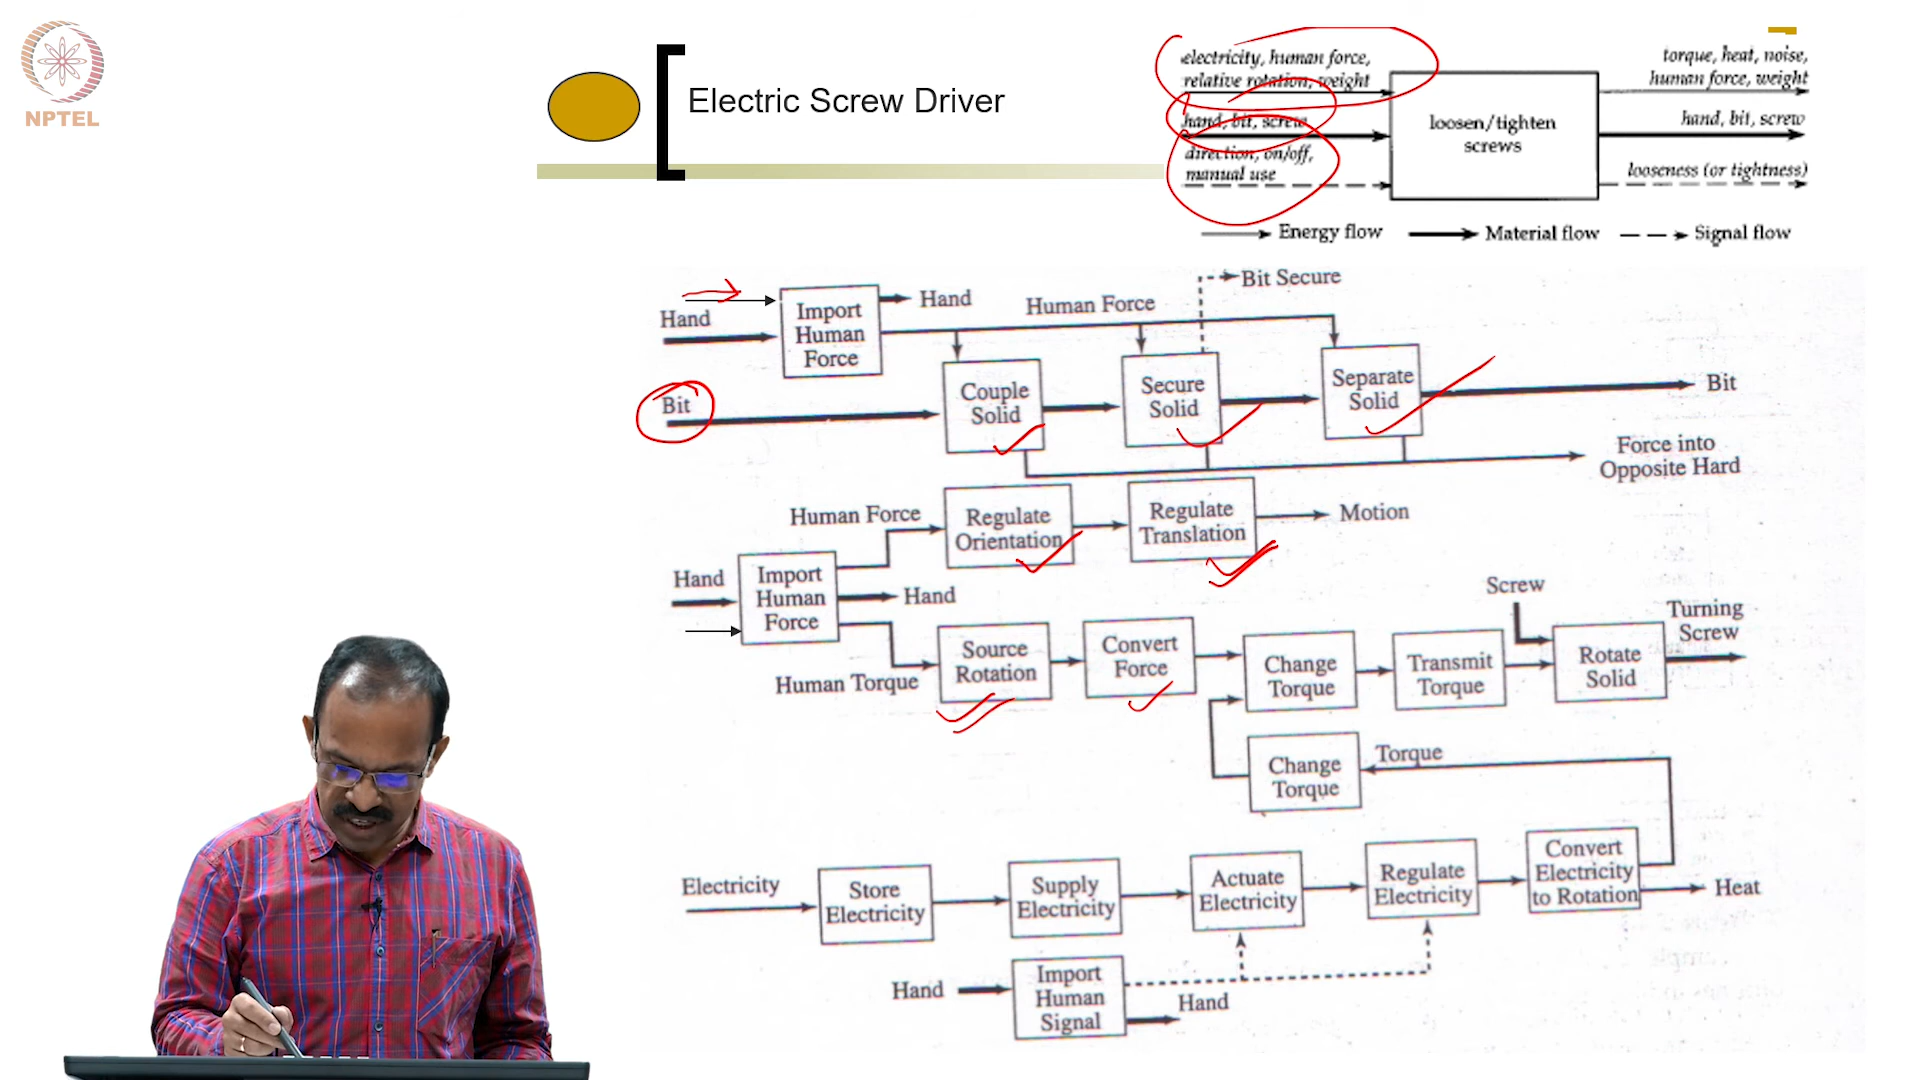 NPTEL
Electric Screw Driver
electricity, human force,
relative rotation, weight
hand, bit, screw
direction, on/off,
manual use
loosen/tighten
screws
torque, heat, noise,
human force, weight
hand, bit, screw
looseness (or tightness)
Energy flow
Material flow
Signal flow
Hand
Import
Human
Force
Hand
Human Force
Bit Secure
Bit
Couple
Solid
Secure
Solid
Separate
Solid
Bit
Force into
Opposite Hard
Human Force
Regulate
Orientation
Regulate
Translation
Motion
Hand
Import
Human
Force
Hand
Human Torque
Source
Rotation
Convert
Force
Change
Torque
Transmit
Torque
Screw
Rotate
Solid
Turning
Screw
Change
Torque
Torque
Electricity
Store
Electricity
Supply
Electricity
Actuate
Electricity
Regulate
Electricity
Convert
Electricity
to Rotation
Heat
Hand
Import
Human
Signal
Hand